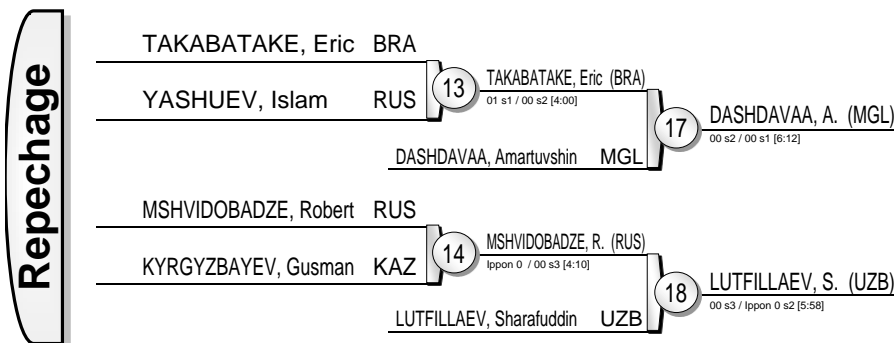 Repechage
TAKABATAKE, Eric BRA
YASHUEV, Islam RUS
13
TAKABATAKE, Eric (BRA)
01 s1 / 00 s2 [4:00]
DASHDAVAA, Amartuvshin MGL
17
DASHDAVAA, A. (MGL)
00 s2 / 00 s1 [6:12]
MSHVIDOBADZE, Robert RUS
KYRGYZBAYEV, Gusman KAZ
14
MSHVIDOBADZE, R. (RUS)
Ippon 0 / 00 s3 [4:10]
LUTFILLAEV, Sharafuddin UZB
18
LUTFILLAEV, S. (UZB)
00 s3 / Ippon 0 s2 [5:58]